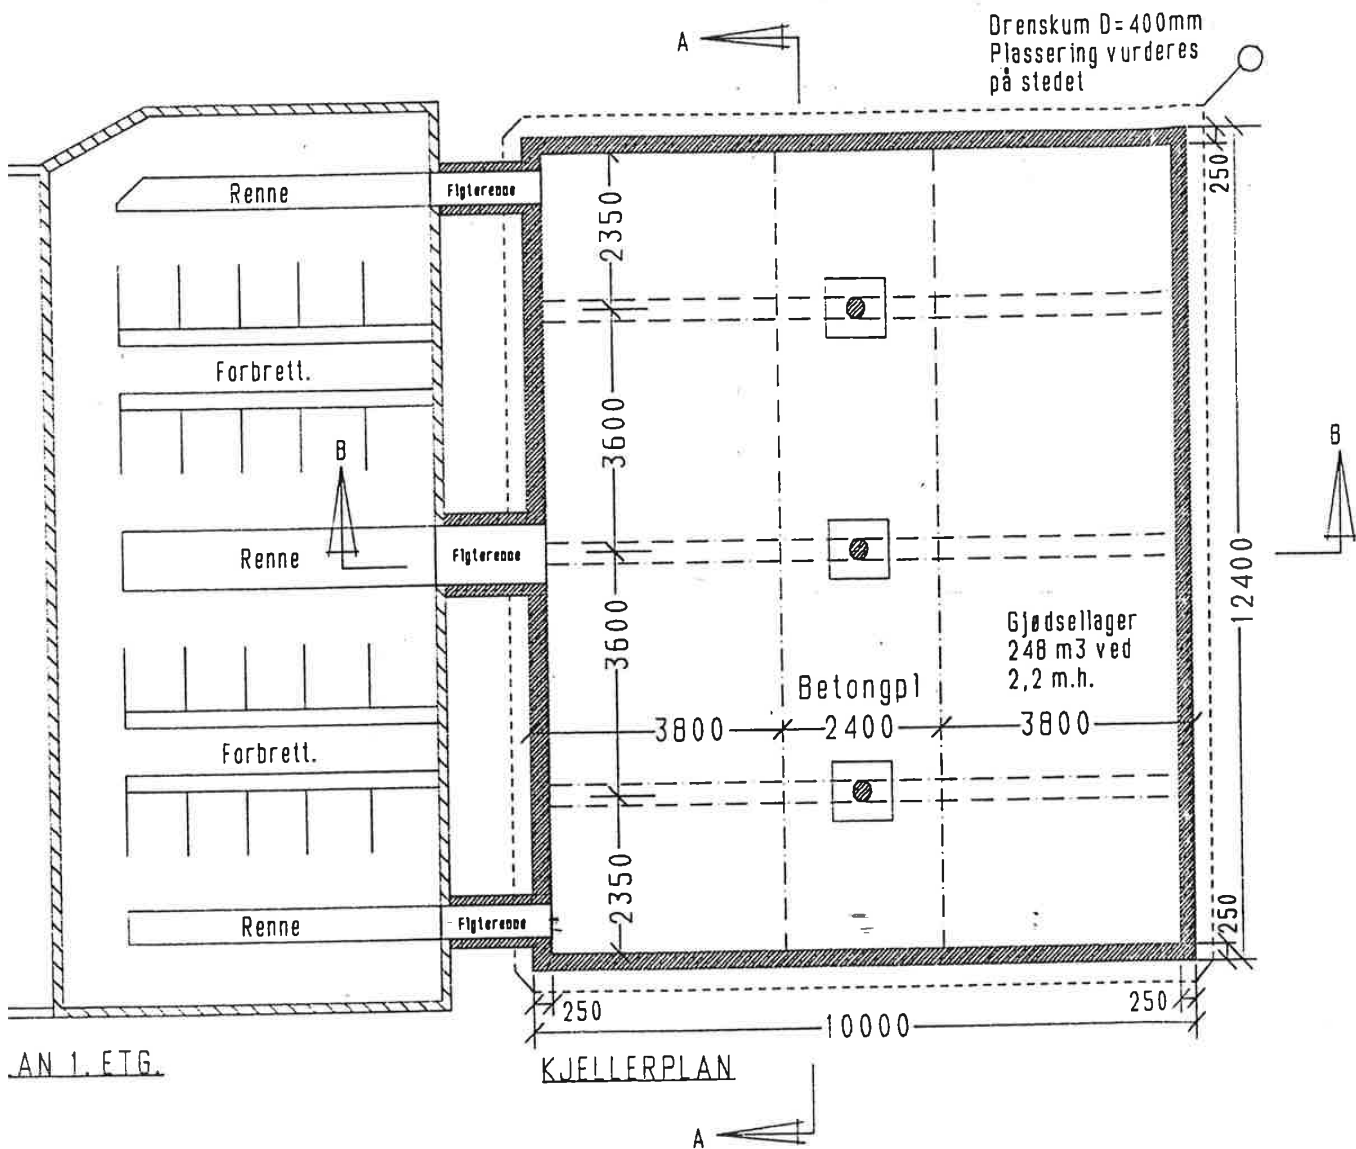 A
Drenskum D=400mm
Plassering vurderes
på stedet
250
Renne
Flyterenne
2350
Forbrett.
3600
B
B
Renne
Flyterenne
12400
3600
Gjødsellager
248 m3 ved
2,2 m.h.
Betongpl
3800
2400
3800
Forbrett.
2350
Renne
Flyterenne
250
250
250
10000
AN 1. ETG.
KJELLERPLAN
A